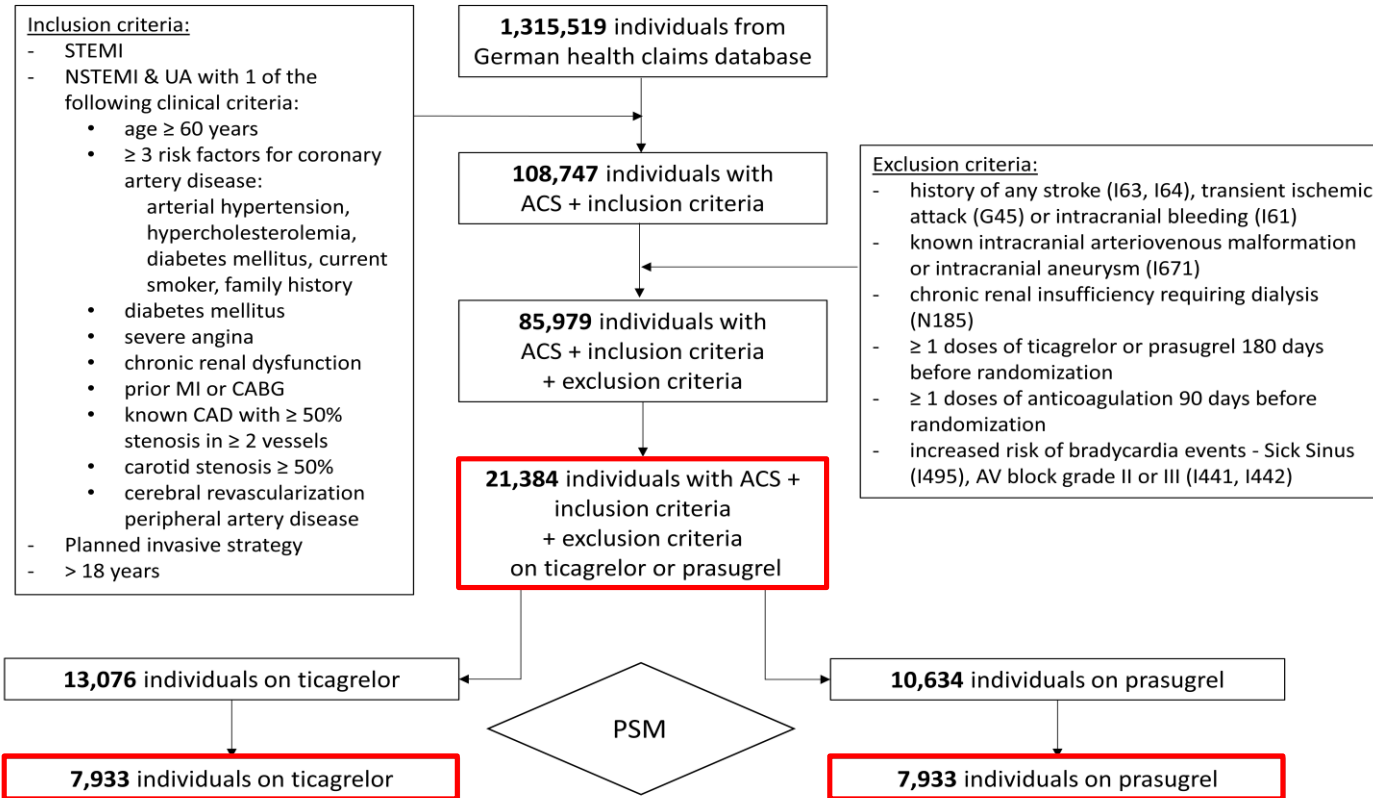 Inclusion criteria:
- STEMI
- NSTEMI & UA with 1 of the
following clinical criteria:
• age ≥ 60 years
• ≥ 3 risk factors for coronary
artery disease:
arterial hypertension,
hypercholesterolemia,
diabetes mellitus, current
smoker, family history
• diabetes mellitus
• severe angina
• chronic renal dysfunction
• prior MI or CABG
• known CAD with ≥ 50%
stenosis in ≥ 2 vessels
• carotid stenosis ≥ 50%
• cerebral revascularization
peripheral artery disease
- Planned invasive strategy
- > 18 years
1,315,519 individuals from
German health claims database
108,747 individuals with
ACS + inclusion criteria
Exclusion criteria:
- history of any stroke (I63, I64), transient ischemic
attack (G45) or intracranial bleeding (I61)
- known intracranial arteriovenous malformation
or intracranial aneurysm (I671)
- chronic renal insufficiency requiring dialysis
(N185)
- ≥ 1 doses of ticagrelor or prasugrel 180 days
before randomization
- ≥ 1 doses of anticoagulation 90 days before
randomization
- increased risk of bradycardia events - Sick Sinus
(I495), AV block grade II or III (I441, I442)
85,979 individuals with
ACS + inclusion criteria
+ exclusion criteria
21,384 individuals with ACS +
inclusion criteria
+ exclusion criteria
on ticagrelor or prasugrel
13,076 individuals on ticagrelor
10,634 individuals on prasugrel
PSM
7,933 individuals on ticagrelor
7,933 individuals on prasugrel